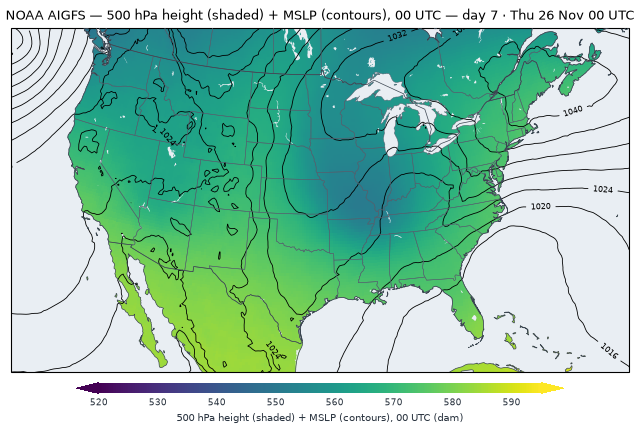 NOAA AIGFS — 500 hPa height (shaded) + MSLP (contours), 00 UTC — day 7 · Thu 26 Nov 00 UTC
1032
1040
1024
1024
1020
1016
520 530 540 550 560 570 580 590
500 hPa height (shaded) + MSLP (contours), 00 UTC (dam)